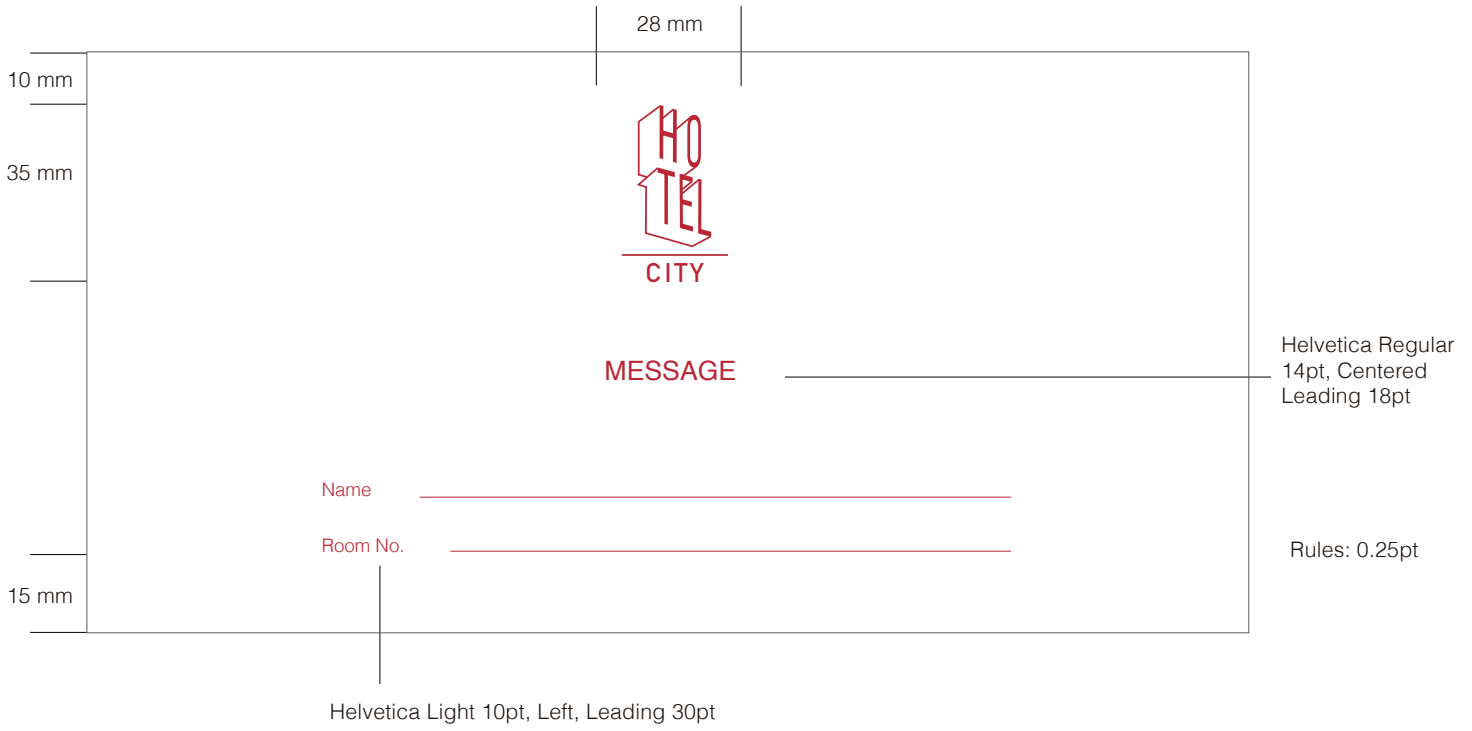 28 mm
10 mm
35 mm
HO
TEL
CITY
MESSAGE
Helvetica Regular
14pt, Centered
Leading 18pt
Name
Room No.
Rules: 0.25pt
15 mm
Helvetica Light 10pt, Left, Leading 30pt